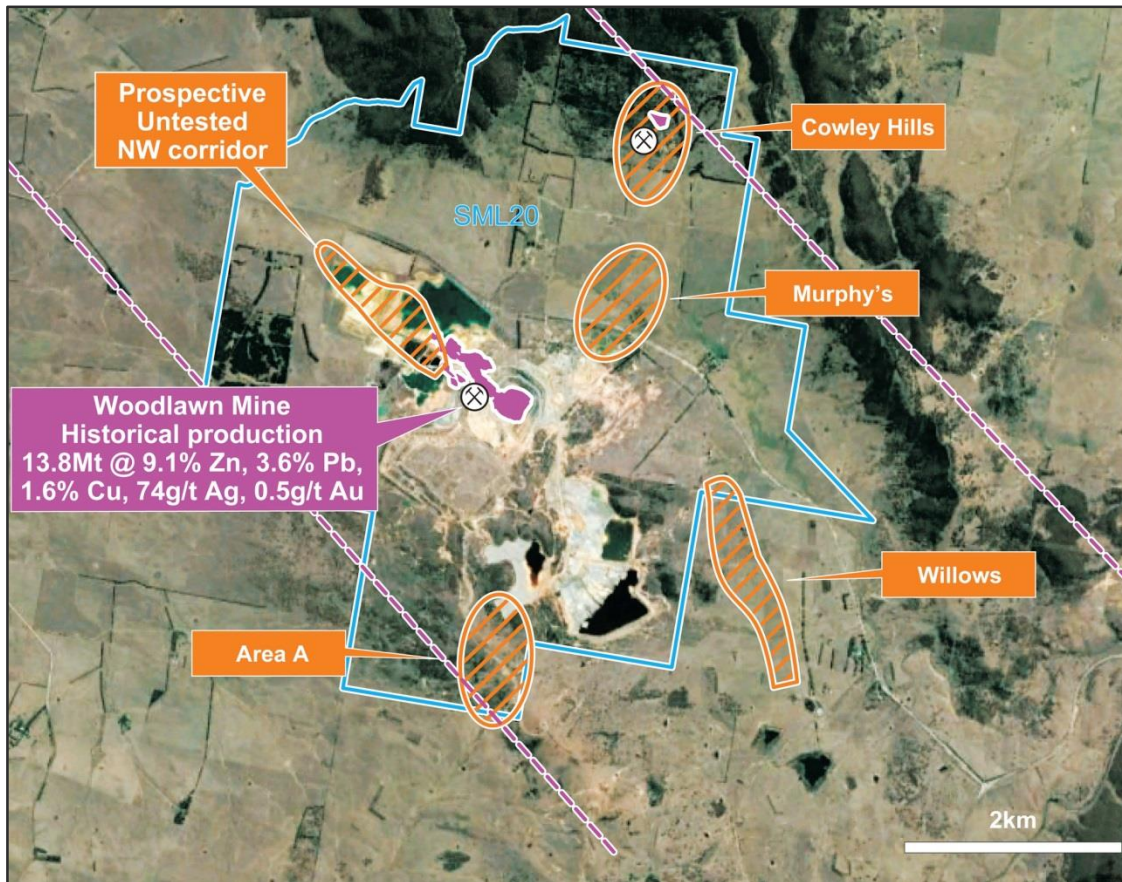 Prospective
Untested
NW corridor
Cowley Hills
SML20
Murphy's
Woodlawn Mine
Historical production
13.8Mt @ 9.1% Zn, 3.6% Pb,
1.6% Cu, 74g/t Ag, 0.5g/t Au
Willows
Area A
2km